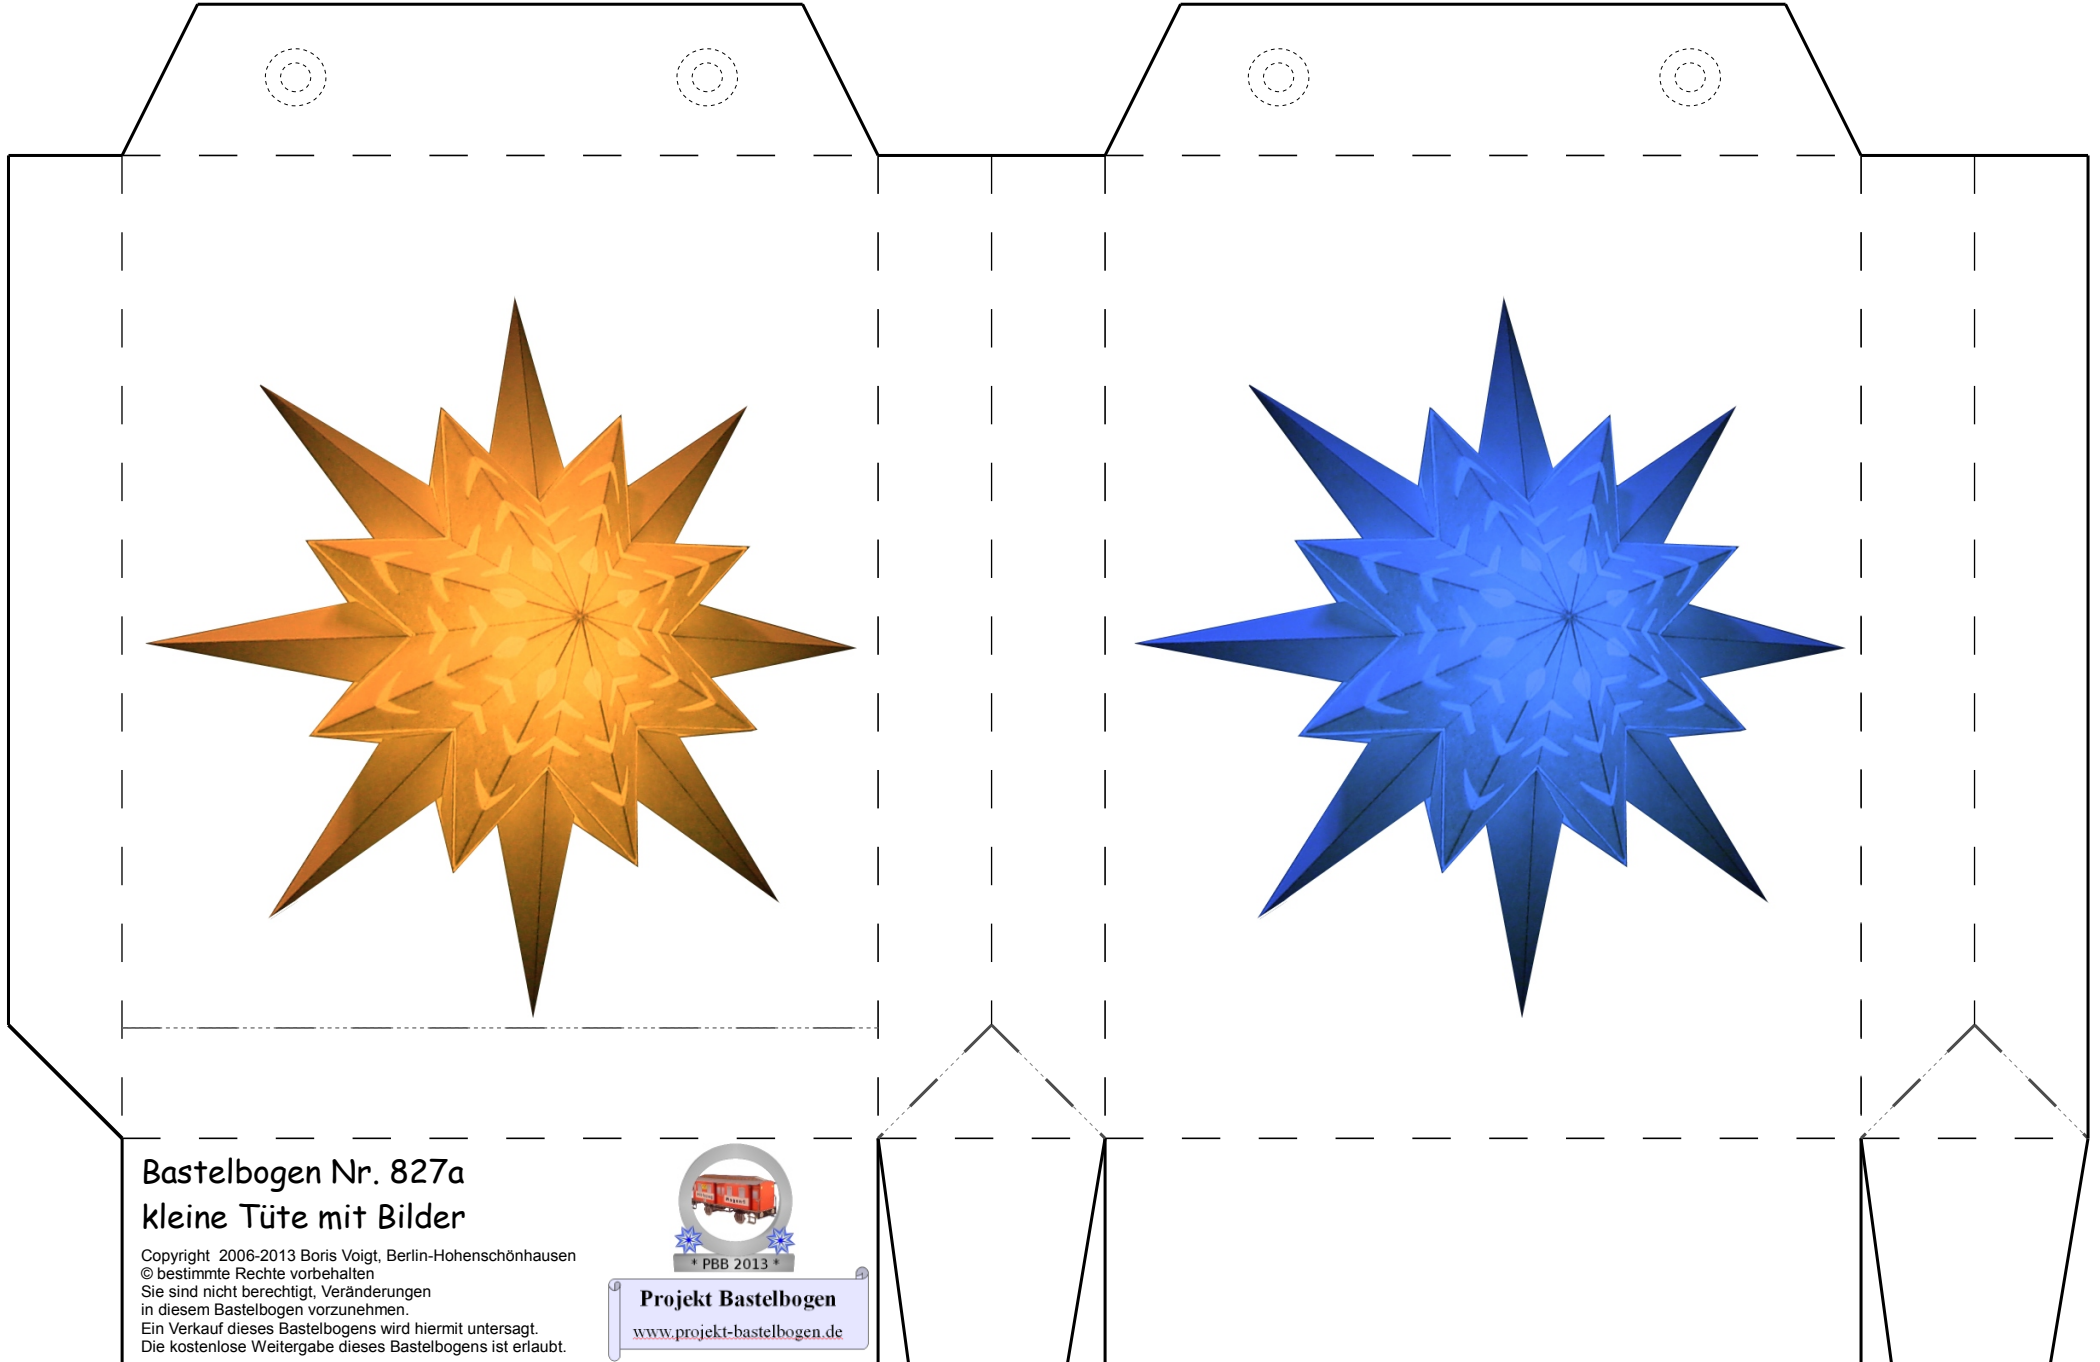 Bastelbogen Nr. 827a
kleine Tüte mit Bilder
Copyright  2006-2013 Boris Voigt, Berlin-Hohenschönhausen
© bestimmte Rechte vorbehalten
Sie sind nicht berechtigt, Veränderungen
in diesem Bastelbogen vorzunehmen.
Ein Verkauf dieses Bastelbogens wird hiermit untersagt.
Die kostenlose Weitergabe dieses Bastelbogens ist erlaubt.
* PBB 2013 *
Projekt Bastelbogen
www.projekt-bastelbogen.de